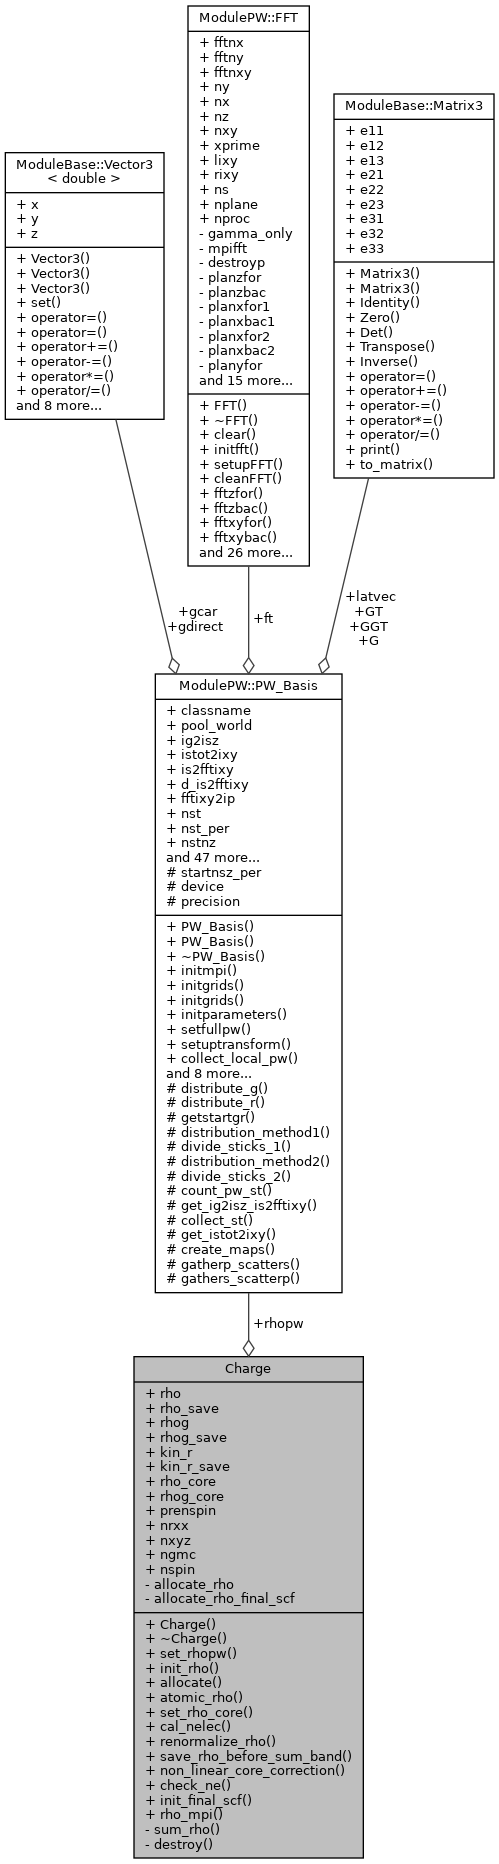 ModulePW::FFT
+ fftnx
+ fftny
+ fftnxy
+ ny
+ nx
+ nz
+ nxy
+ xprime
+ lixy
+ rixy
+ ns
+ nplane
+ nproc
- gamma_only
- mpifft
- destroyp
- planzfor
- planzbac
- planxfor1
- planxbac1
- planxfor2
- planxbac2
- planyfor
and 15 more...
+ FFT()
+ ~FFT()
+ clear()
+ initfft()
+ setupFFT()
+ cleanFFT()
+ fftzfor()
+ fftzbac()
+ fftxyfor()
+ fftxybac()
and 26 more...
ModuleBase::Matrix3
+ e11
+ e12
+ e13
+ e21
+ e22
+ e23
+ e31
+ e32
+ e33
+ Matrix3()
+ Matrix3()
+ Identity()
+ Zero()
+ Det()
+ Transpose()
+ Inverse()
+ operator=()
+ operator+=()
+ operator-=()
+ operator*=()
+ operator/=()
+ print()
+ to_matrix()
ModuleBase::Vector3
< double >
+ x
+ y
+ z
+ Vector3()
+ Vector3()
+ Vector3()
+ set()
+ operator=()
+ operator=()
+ operator+=()
+ operator-=()
+ operator*=()
+ operator/=()
and 8 more...
+gcar
+gdirect
+ft
+latvec
+GT
+GGT
+G
ModulePW::PW_Basis
+ classname
+ pool_world
+ ig2isz
+ istot2ixy
+ is2fftixy
+ d_is2fftixy
+ fftixy2ip
+ nst
+ nst_per
+ nstnz
and 47 more...
# startnsz_per
# device
# precision
+ PW_Basis()
+ PW_Basis()
+ ~PW_Basis()
+ initmpi()
+ initgrids()
+ initgrids()
+ initparameters()
+ setfullpw()
+ setuptransform()
+ collect_local_pw()
and 8 more...
# distribute_g()
# distribute_r()
# getstartgr()
# distribution_method1()
# divide_sticks_1()
# distribution_method2()
# divide_sticks_2()
# count_pw_st()
# get_ig2isz_is2fftixy()
# collect_st()
# get_istot2ixy()
# create_maps()
# gatherp_scatters()
# gathers_scatterp()
+rhopw
Charge
+ rho
+ rho_save
+ rhog
+ rhog_save
+ kin_r
+ kin_r_save
+ rho_core
+ rhog_core
+ prenspin
+ nrxx
+ nxyz
+ ngmc
+ nspin
- allocate_rho
- allocate_rho_final_scf
+ Charge()
+ ~Charge()
+ set_rhopw()
+ init_rho()
+ allocate()
+ atomic_rho()
+ set_rho_core()
+ cal_nelec()
+ renormalize_rho()
+ save_rho_before_sum_band()
+ non_linear_core_correction()
+ check_ne()
+ init_final_scf()
+ rho_mpi()
- sum_rho()
- destroy()